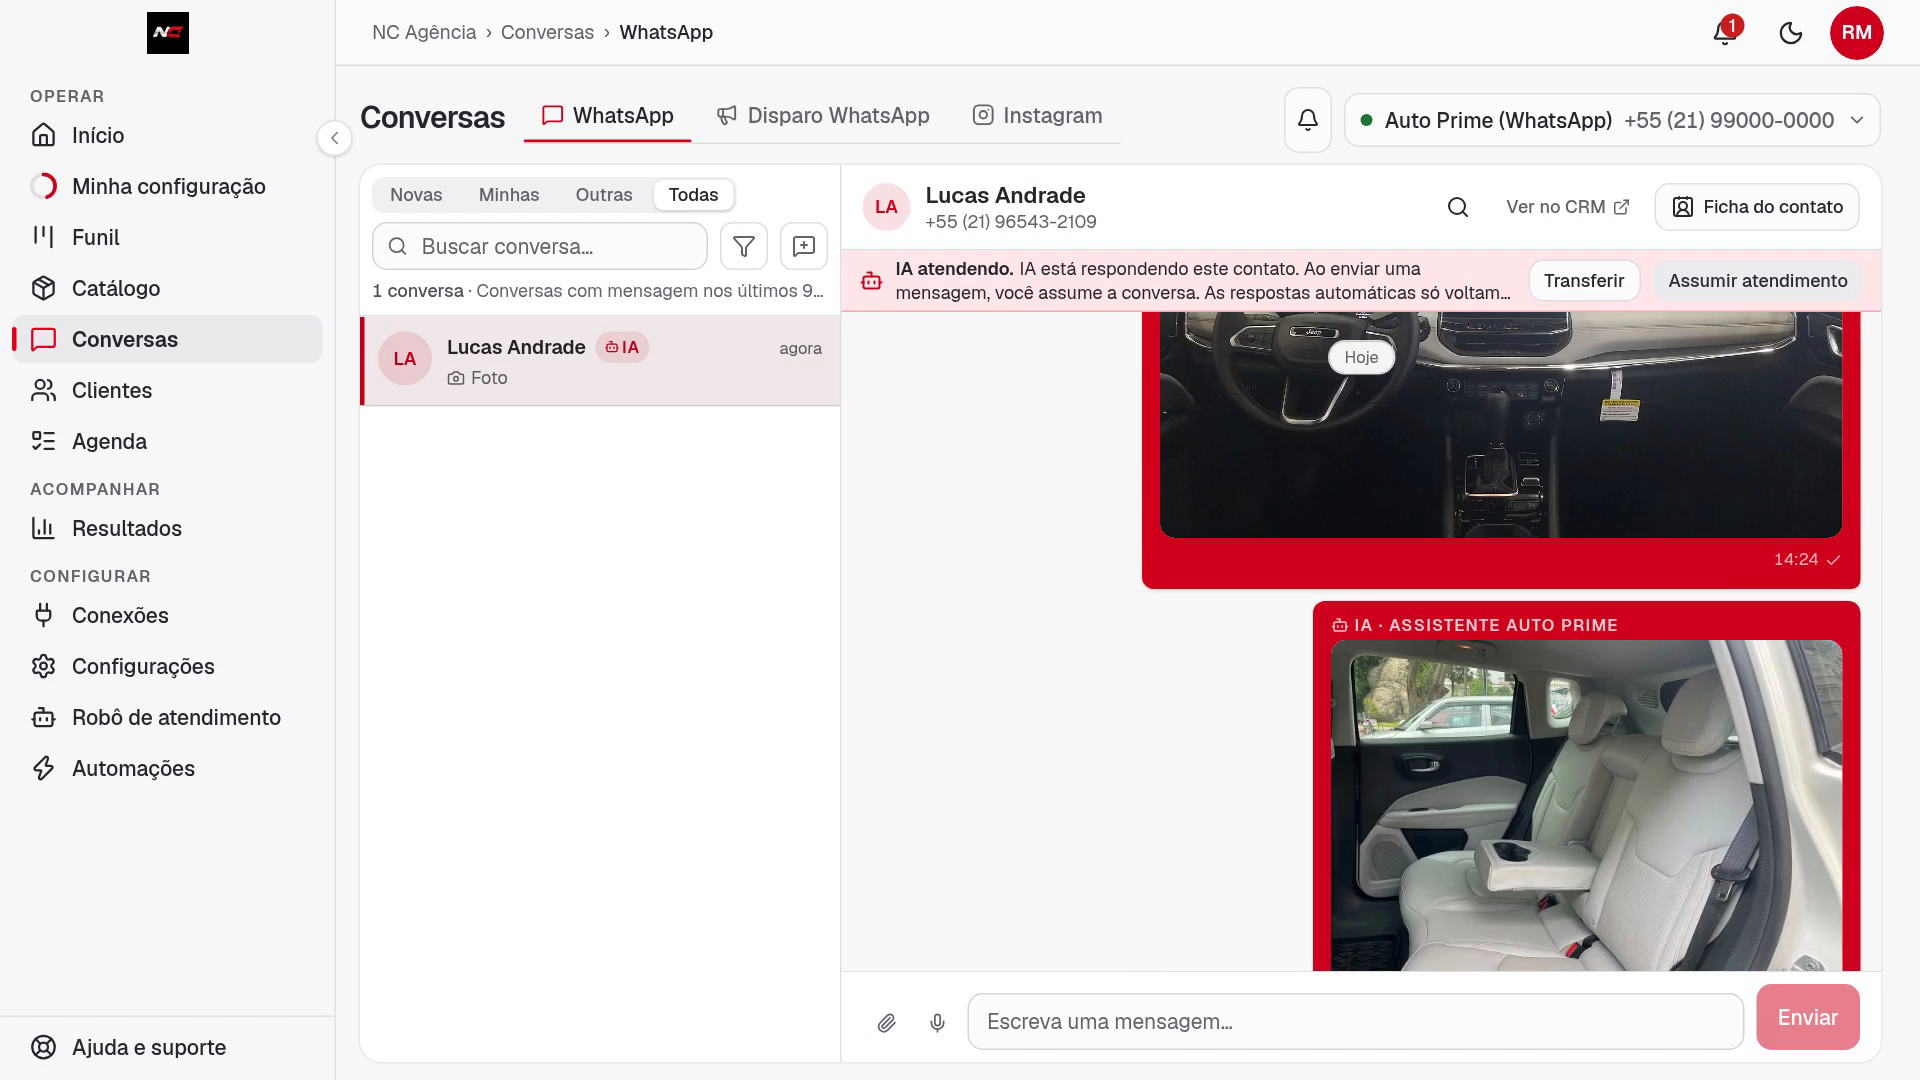 NC
NC Agência › Conversas › WhatsApp
1
RM
OPERAR
Início
Minha configuração
Funil
Catálogo
Conversas
Clientes
Agenda
ACOMPANHAR
Resultados
CONFIGURAR
Conexões
Configurações
Robô de atendimento
Automações
Ajuda e suporte
Conversas
WhatsApp
Disparo WhatsApp
Instagram
Auto Prime (WhatsApp) +55 (21) 99000-0000
Novas
Minhas
Outras
Todas
Buscar conversa...
1 conversa · Conversas com mensagem nos últimos 9...
LA
Lucas Andrade
IA
agora
Foto
LA
Lucas Andrade
+55 (21) 96543-2109
Ver no CRM
Ficha do contato
IA atendendo. IA está respondendo este contato. Ao enviar uma
mensagem, você assume a conversa. As respostas automáticas só voltam...
Transferir
Assumir atendimento
Jeep
Hoje
14:24
IA · ASSISTENTE AUTO PRIME
Escreva uma mensagem...
Enviar